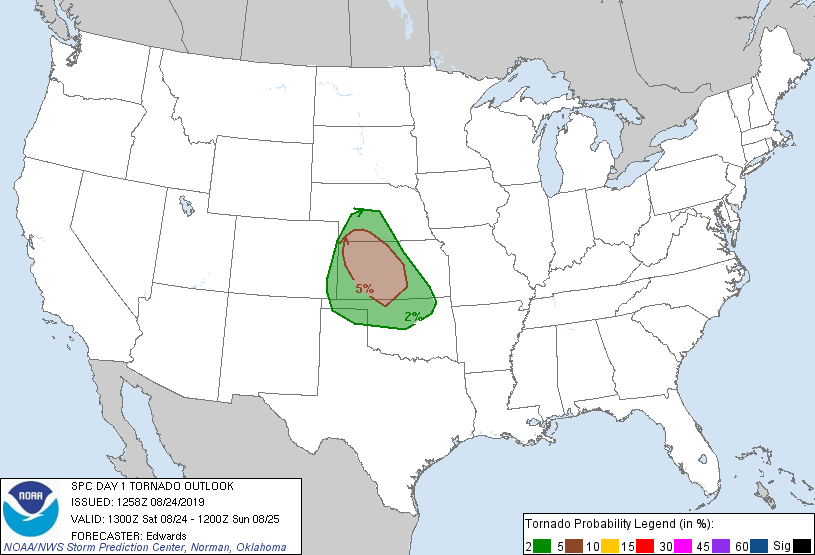 5%
2%
NOAA
SPC DAY 1 TORNADO OUTLOOK
ISSUED: 1258Z 08/24/2019
VALID: 1300Z Sat 08/24 - 1200Z Sun 08/25
FORECASTER: Edwards
NOAA/NWS Storm Prediction Center, Norman, Oklahoma
Tornado Probability Legend (in %):
2 5 10 15 30 45 60 Sig